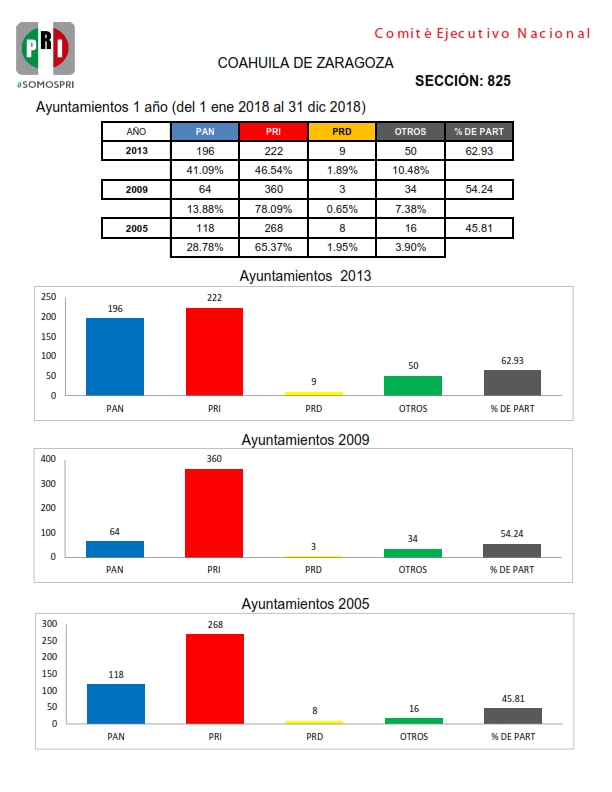 Comité Ejecutivo Nacional
PRI
#SOMOSPRI
COAHUILA DE ZARAGOZA
SECCIÓN: 825
Ayuntamientos 1 año (del 1 ene 2018 al 31 dic 2018)
AÑO PAN PRI PRD OTROS % DE PART
2013 196 222 9 50 62.93
41.09% 46.54% 1.89% 10.48%
2009 64 360 3 34 54.24
13.88% 78.09% 0.65% 7.38%
2005 118 268 8 16 45.81
28.78% 65.37% 1.95% 3.90%
Ayuntamientos 2013
250
200
150
100
50
0
196 222 9 50 62.93
PAN PRI PRD OTROS % DE PART
Ayuntamientos 2009
400
300
200
100
0
64 360 3 34 54.24
PAN PRI PRD OTROS % DE PART
Ayuntamientos 2005
300
250
200
150
100
50
0
118 268 8 16 45.81
PAN PRI PRD OTROS % DE PART